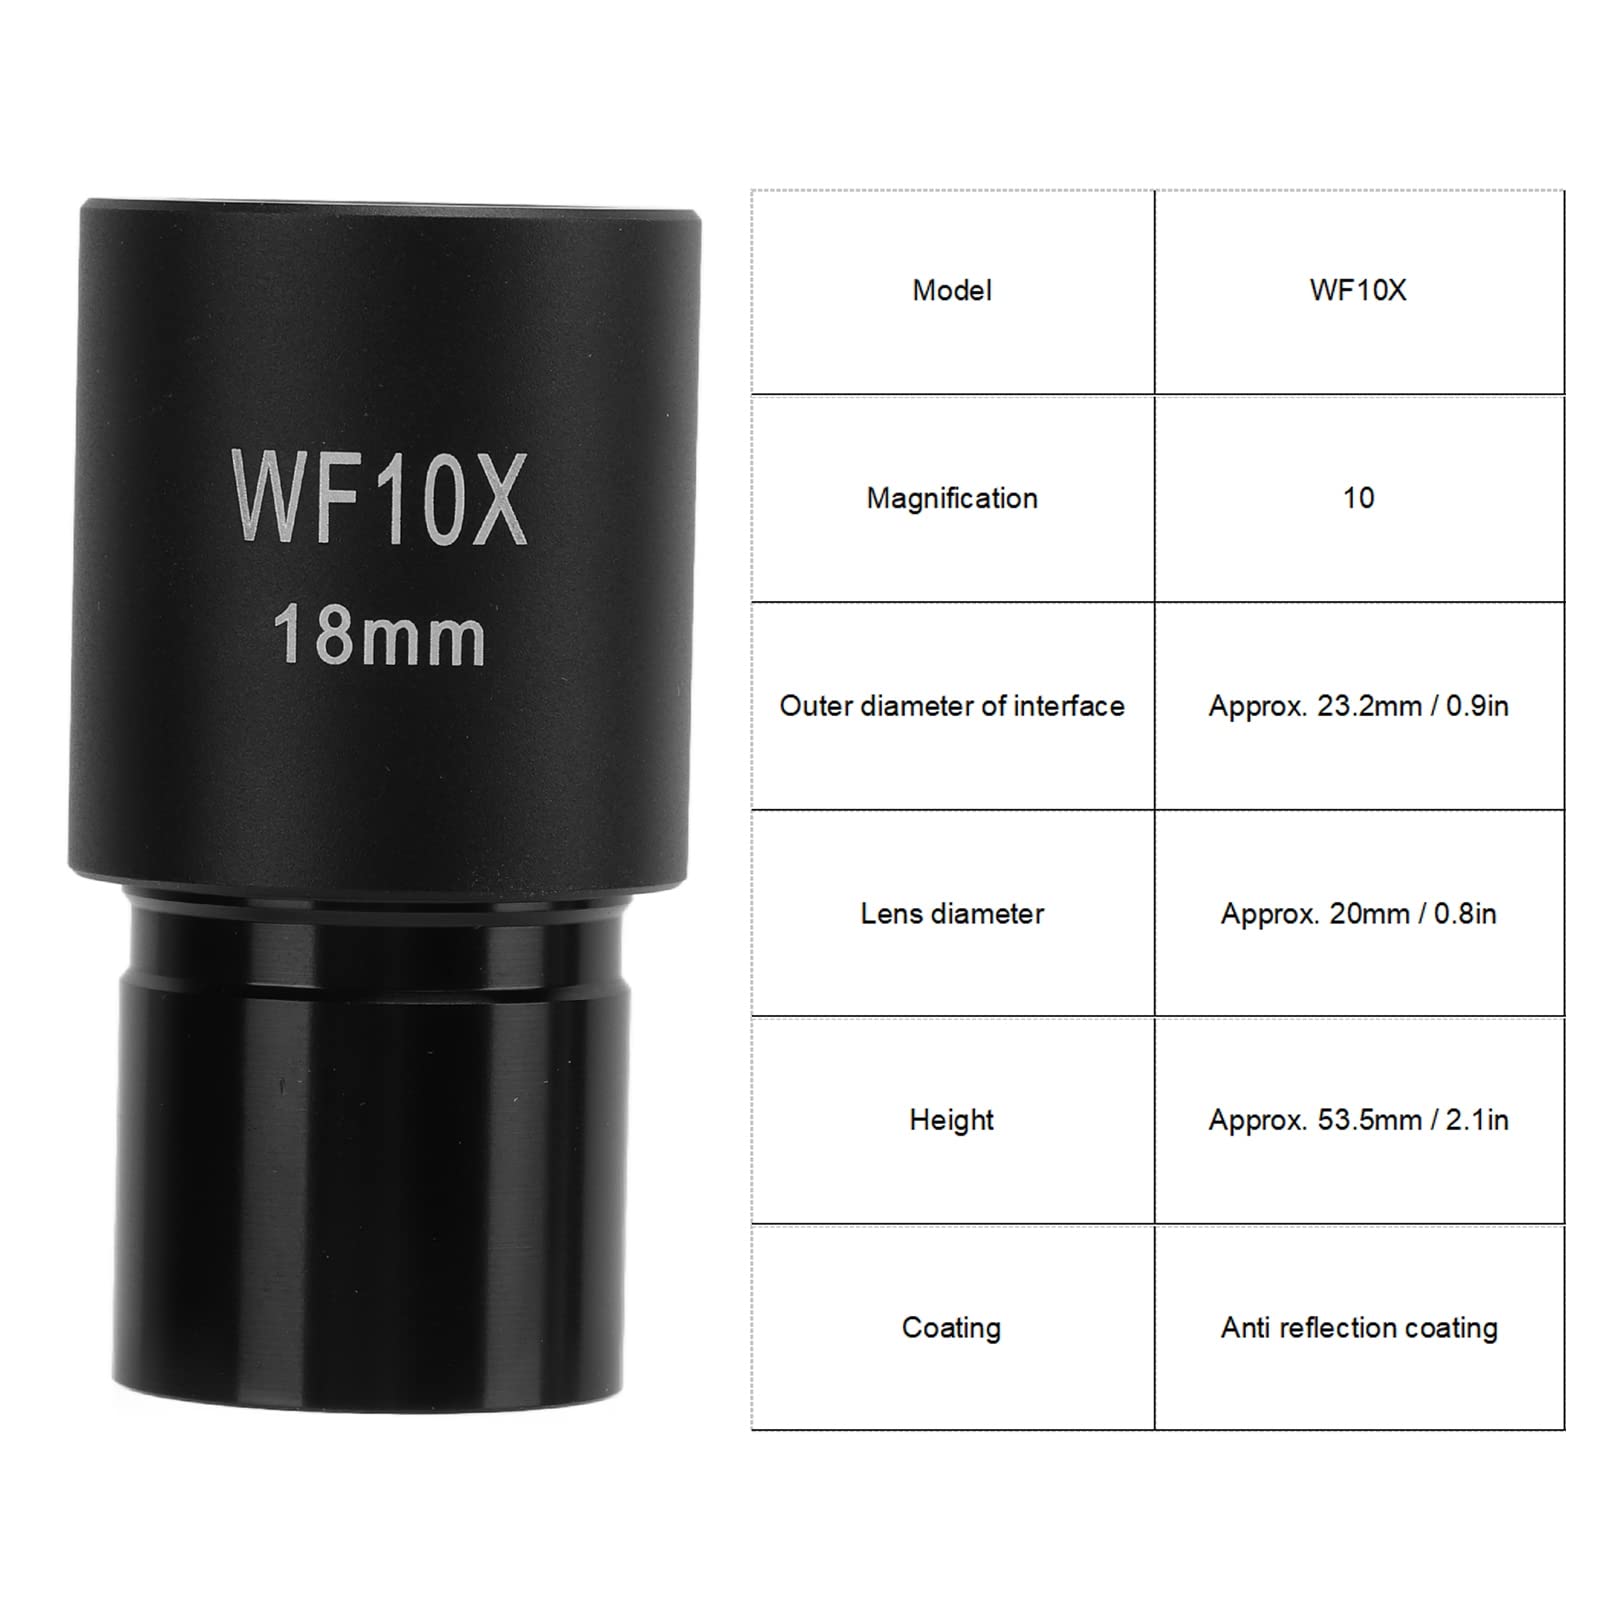 WF10X
18mm
Model WF10X
Magnification 10
Outer diameter of interface Approx. 23.2mm / 0.9in
Lens diameter Approx. 20mm / 0.8in
Height Approx. 53.5mm / 2.1in
Coating Anti reflection coating